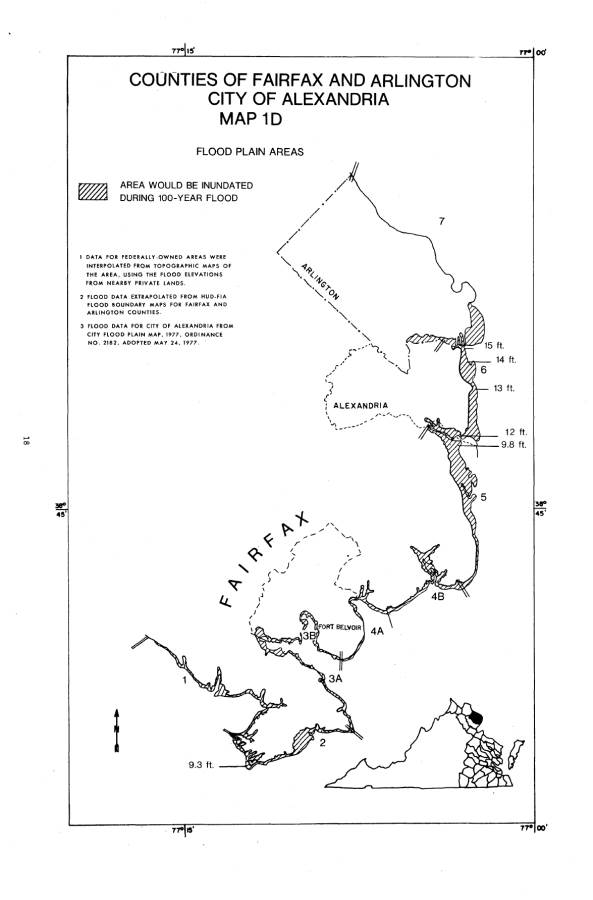 77° 15'
77° 00'
COUNTIES OF FAIRFAX AND ARLINGTON
CITY OF ALEXANDRIA
MAP 1D
FLOOD PLAIN AREAS
AREA WOULD BE INUNDATED
DURING 100-YEAR FLOOD
1 DATA FOR FEDERALLY-OWNED AREAS WERE
INTERPOLATED FROM TOPOGRAPHIC MAPS OF
THE AREA, USING THE FLOOD ELEVATIONS
FROM NEARBY PRIVATE LANDS.
2 FLOOD DATA EXTRAPOLATED FROM HUD-FIA
FLOOD BOUNDARY MAPS FOR FAIRFAX AND
ARLINGTON COUNTIES.
3 FLOOD DATA FOR CITY OF ALEXANDRIA FROM
CITY FLOOD PLAIN MAP, 1977, ORDINANCE
NO. 2182, ADOPTED MAY 24, 1977.
7
ARLINGTON
15 ft.
14 ft.
6
13 ft.
ALEXANDRIA
12 ft.
9.8 ft.
18
5
38°
45'
38°
45'
FAIRFAX
4B
4A
FORT BELVOIR
3B
3A
1
2
N
9.3 ft.
77° 15'
77° 00'